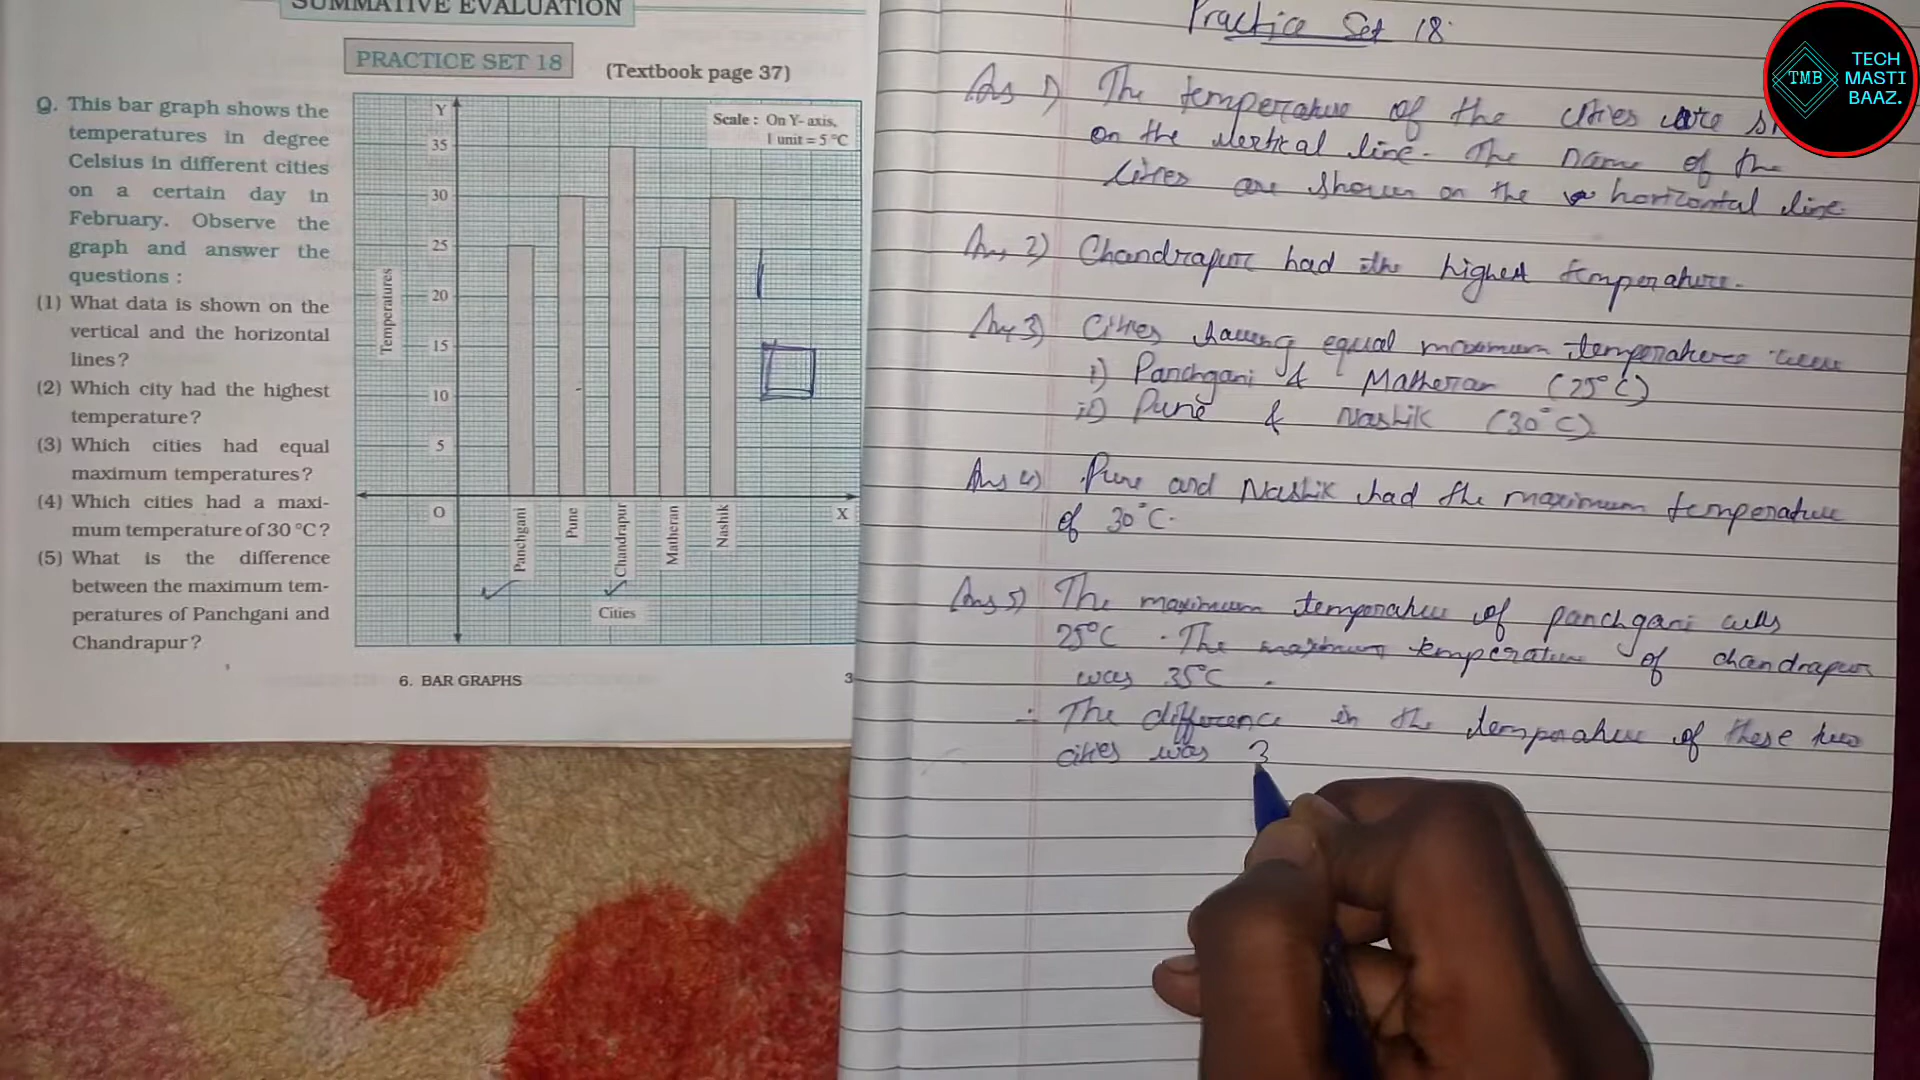 SUMMATIVE EVALUATION
PRACTICE SET 18
(Textbook page 37)
Q. This bar graph shows the
temperatures in degree
Celsius in different cities
on a certain day in
February. Observe the
graph and answer the
questions :
(1) What data is shown on the
vertical and the horizontal
lines?
(2) Which city had the highest
temperature?
(3) Which cities had equal
maximum temperatures?
(4) Which cities had a maxi-
mum temperature of 30 °C?
(5) What is the difference
between the maximum tem-
peratures of Panchgani and
Chandrapur?
Y
Scale : On Y- axis,
1 unit = 5 °C
35
30
25
20
15
10
5
O
X
Temperatures
Panchgani
Pune
Chandrapur
Matheran
Nashik
Cities
6. BAR GRAPHS
3
Practice Set 18
Ans 1) The temperature of the cities are
on the vertical line. The name of the
cities are shown on the horizontal line.
Ans 2) Chandrapur had the highest temperature.
Ans 3) Cities having equal maximum temperatures were
i) Panchgani & Matheran (25°C)
ii) Pune & Nashik (30°C)
Ans 4) Pune and Nashik had the maximum temperature
of 30°C.
Ans 5) The maximum temperature of panchgani was
25°C . The maximum temperature of chandrapur
was 35°C .
∴ The difference in the temperature of these two
cities was 3
TECH
MASTI
BAAZ.
TMB